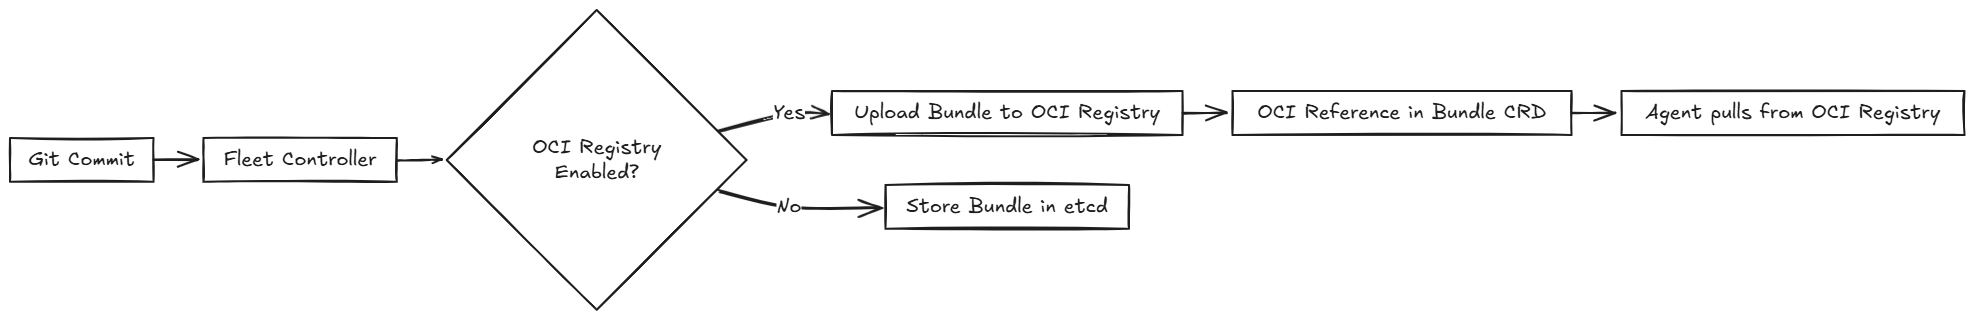 Git Commit
Fleet Controller
OCI Registry
Enabled?
Yes
Upload Bundle to OCI Registry
OCI Reference in Bundle CRD
Agent pulls from OCI Registry
No
Store Bundle in etcd